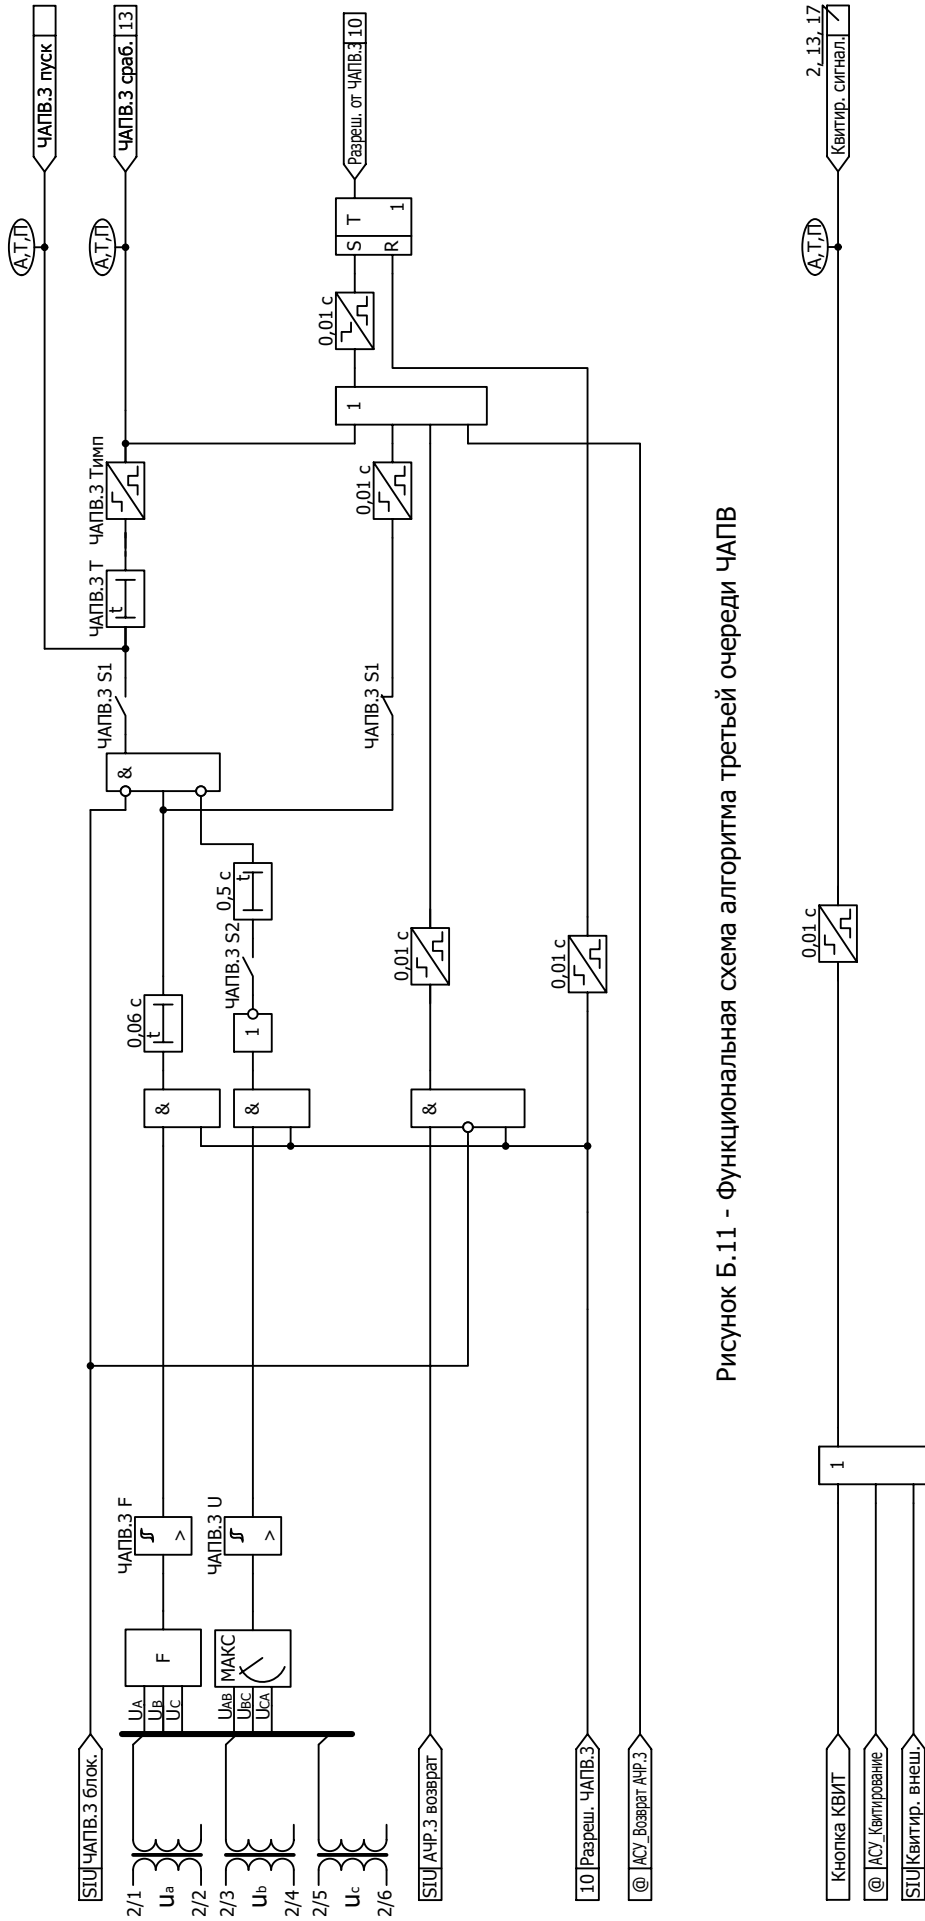 SIU ЧАПВ.3 блок.
2/1
uа
2/2
2/3
ub
2/4
2/5
uс
2/6
UA
UB
UC
F
ЧАПВ.3 F
>
UAB
UBC
UCA
МАКС
ЧАПВ.3 U
>
&
0,06 с
t
&
1
ЧАПВ.3 S2
0,5 с
t
&
ЧАПВ.3 S1
ЧАПВ.3 Т
t
ЧАПВ.3 Тимп
А,Т,П
ЧАПВ.3 пуск
А,Т,П
ЧАПВ.3 сраб. 13
ЧАПВ.3 S1
0,01 с
SIU АЧР.3 возврат
&
0,01 с
1
0,01 с
S T
R 1
Разреш. от ЧАПВ.3 10
10 Разреш. ЧАПВ.3
0,01 с
@ АСУ_Возврат АЧР.3
Рисунок Б.11 - Функциональная схема алгоритма третьей очереди ЧАПВ
Кнопка КВИТ
@ АСУ_Квитирование
SIU Квитир. внеш.
1
0,01 с
А,Т,П
2, 13, 17
Квитир. сигнал.